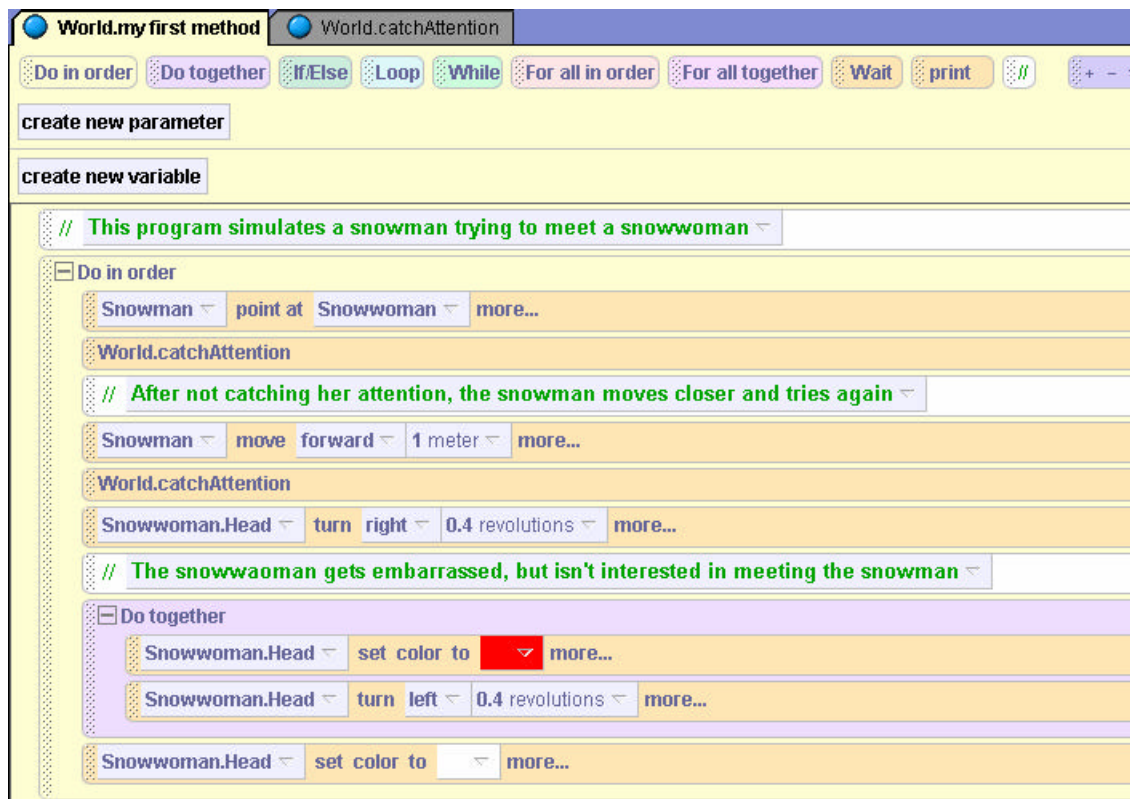 World.my first method World.catchAttention
Do in order Do together If/Else Loop While For all in order For all together Wait print // + -
create new parameter
create new variable
// This program simulates a snowman trying to meet a snowwoman
Do in order
Snowman point at Snowwoman more...
World.catchAttention
// After not catching her attention, the snowman moves closer and tries again
Snowman move forward 1 meter more...
World.catchAttention
Snowwoman.Head turn right 0.4 revolutions more...
// The snowwaoman gets embarrassed, but isn't interested in meeting the snowman
Do together
Snowwoman.Head set color to more...
Snowwoman.Head turn left 0.4 revolutions more...
Snowwoman.Head set color to more...